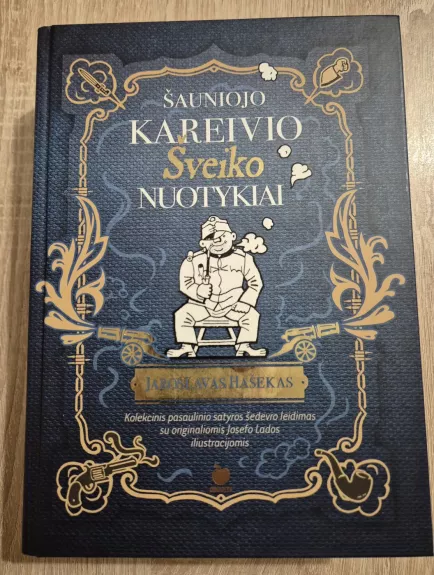 ŠAUNIOJO
KAREIVIO
Šveiko
NUOTYKIAI
JAROSLAVAS HAŠEKAS
Kolekcinis pasaulinio satyros šedevro leidimas
su originaliomis Josefo Lados
iliustracijomis